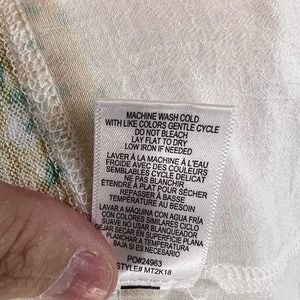 MACHINE WASH COLD
WITH LIKE COLORS GENTLE CYCLE
DO NOT BLEACH
LAY FLAT TO DRY
LOW IRON IF NEEDED
LAVER À LA MACHINE À L'EAU
FROIDE AVEC DES COULEURS
SEMBLABLES CYCLE DELICAT
NE PAS BLANCHIR
ÉTENDRE À PLAT POUR SÉCHER
REPASSER À BASSE
TEMPÉRATURE AU BESOIN
LAVAR A MÁQUINA CON AGUA FRÍA
CON COLORES SIMILARES CICLO
SUAVE NO USAR BLANQUEADOR
DEJAR SECAR EN SUPERFICIE PLANA
PLANCHAR A TEMPERATURA
BAJA SI ES NECESARIO
PO#24963
STYLE# MT2K18